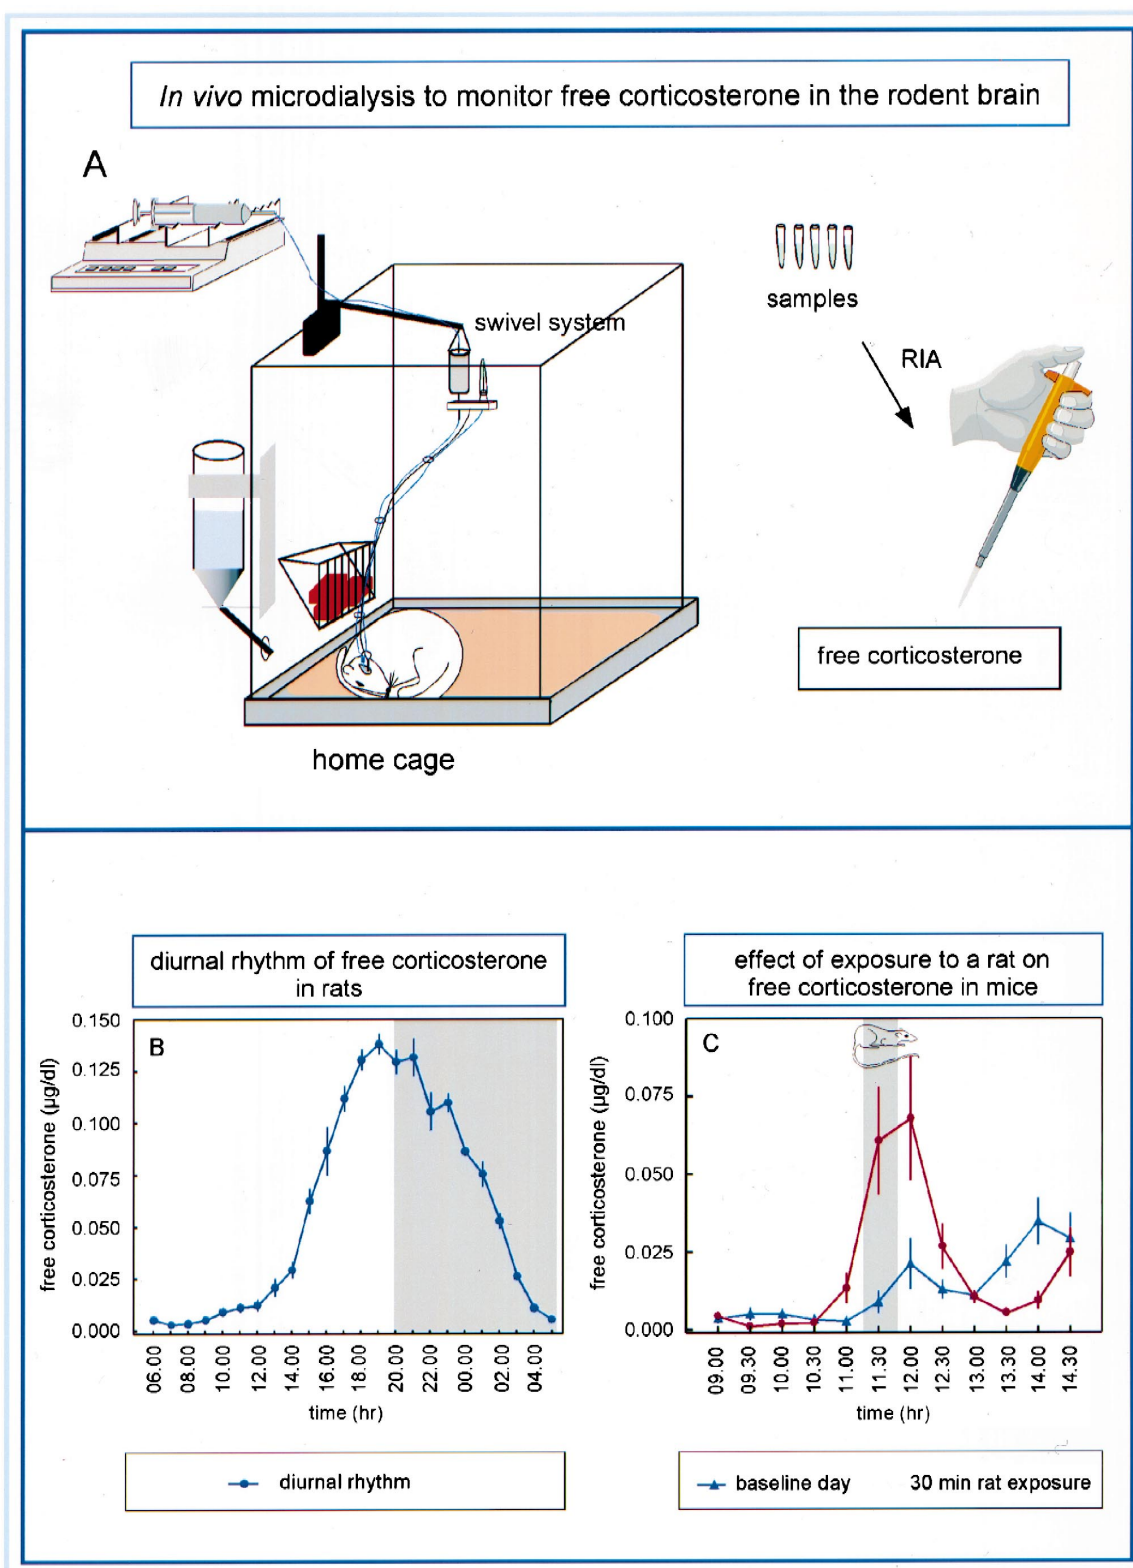 In vivo microdialysis to monitor free corticosterone in the rodent brain
A
swivel system
samples
RIA
free corticosterone
home cage
diurnal rhythm of free corticosterone
in rats
B
free corticosterone (µg/dl)
0.150
0.125
0.100
0.075
0.050
0.025
0.000
06.00
08.00
10.00
12.00
14.00
16.00
18.00
20.00
22.00
00.00
02.00
04.00
time (hr)
diurnal rhythm
effect of exposure to a rat on
free corticosterone in mice
C
free corticosterone (µg/dl)
0.100
0.075
0.050
0.025
0.000
09.00
09.30
10.00
10.30
11.00
11.30
12.00
12.30
13.00
13.30
14.00
14.30
time (hr)
baseline day
30 min rat exposure